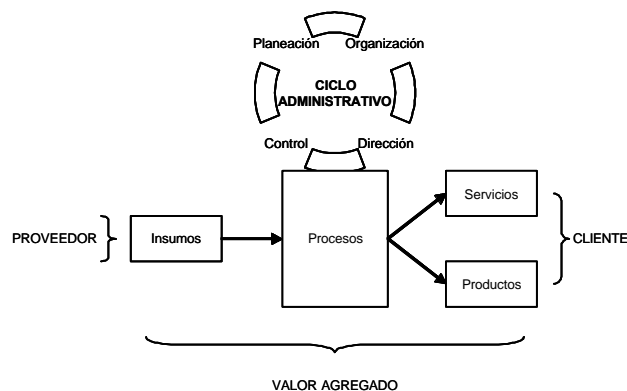 Planeación Organización
CICLO
ADMINISTRATIVO
Control Dirección
Servicios
PROVEEDOR Insumos Procesos CLIENTE
Productos
VALOR AGREGADO